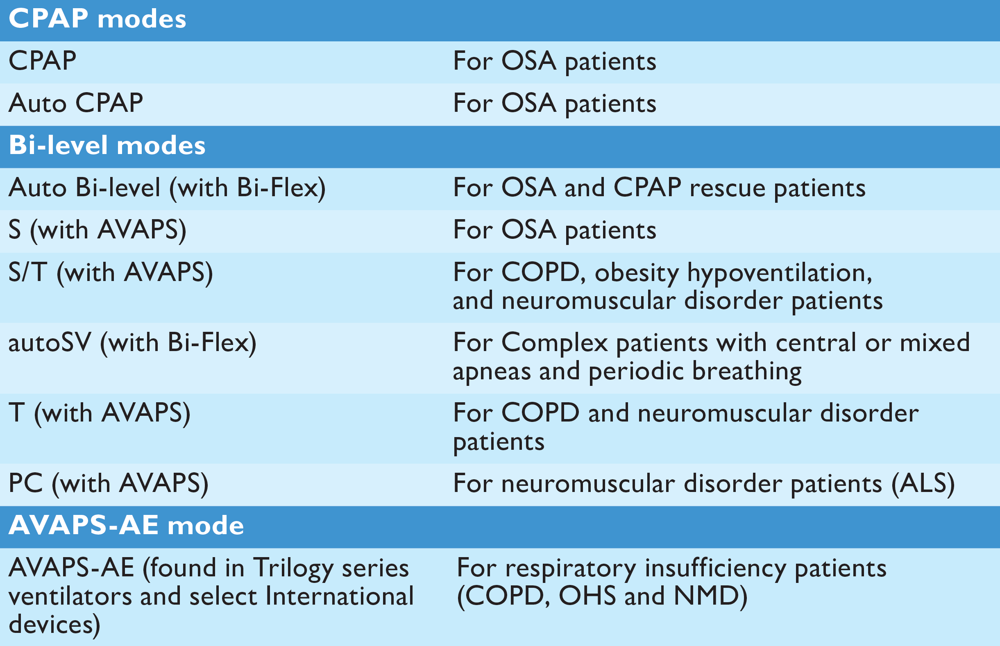 CPAP modes
CPAP For OSA patients
Auto CPAP For OSA patients
Bi-level modes
Auto Bi-level (with Bi-Flex) For OSA and CPAP rescue patients
S (with AVAPS) For OSA patients
S/T (with AVAPS) For COPD, obesity hypoventilation,
and neuromuscular disorder patients
autoSV (with Bi-Flex) For Complex patients with central or mixed
apneas and periodic breathing
T (with AVAPS) For COPD and neuromuscular disorder
patients
PC (with AVAPS) For neuromuscular disorder patients (ALS)
AVAPS-AE mode
AVAPS-AE (found in Trilogy series For respiratory insufficiency patients
ventilators and select International (COPD, OHS and NMD)
devices)